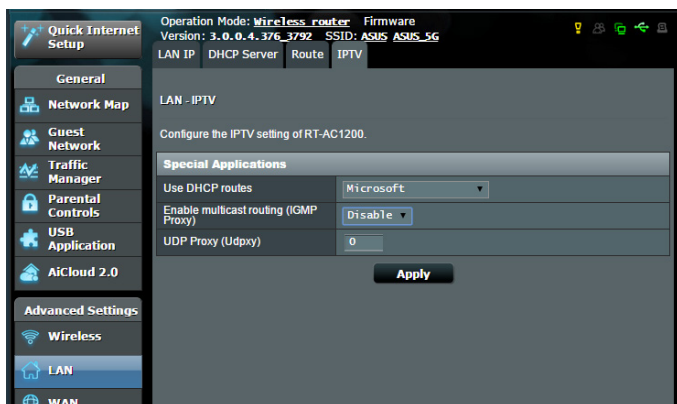 Quick Internet
Setup
Operation Mode: Wireless router Firmware
Version: 3.0.0.4.376_3792 SSID: ASUS ASUS_5G
LAN IP DHCP Server Route IPTV
General
Network Map
Guest
Network
Traffic
Manager
Parental
Controls
USB
Application
AiCloud 2.0
Advanced Settings
Wireless
LAN
WAN
LAN - IPTV
Configure the IPTV setting of RT-AC1200.
Special Applications
Use DHCP routes Microsoft
Enable multicast routing (IGMP
Proxy) Disable
UDP Proxy (Udpxy) 0
Apply